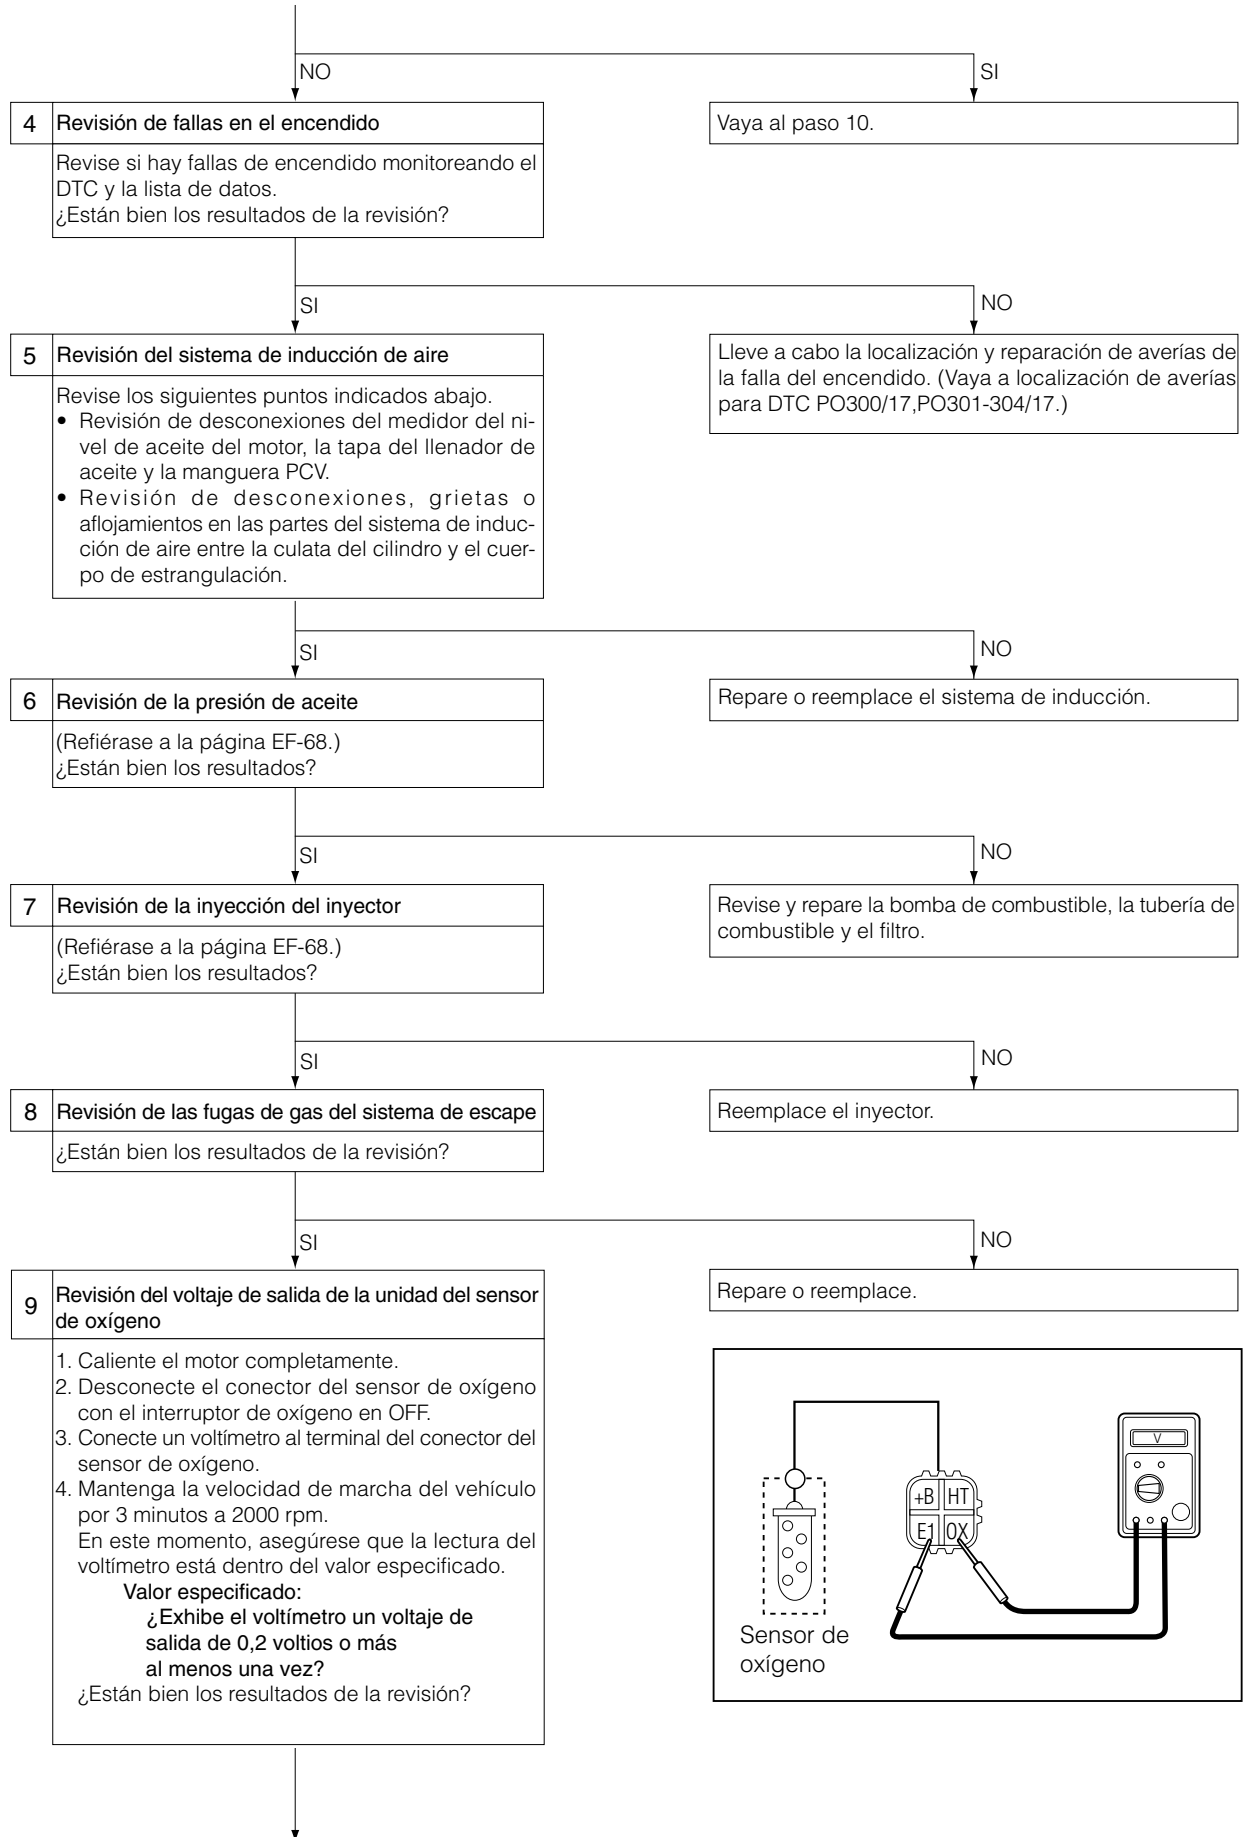 NO
SI
4
Revisión de fallas en el encendido
Revise si hay fallas de encendido monitoreando el
DTC y la lista de datos.
¿Están bien los resultados de la revisión?
Vaya al paso 10.
SI
NO
5
Revisión del sistema de inducción de aire
Revise los siguientes puntos indicados abajo.
• Revisión de desconexiones del medidor del ni-
vel de aceite del motor, la tapa del llenador de
aceite y la manguera PCV.
• Revisión de desconexiones, grietas o
aflojamientos en las partes del sistema de induc-
ción de aire entre la culata del cilindro y el cuer-
po de estrangulación.
Lleve a cabo la localización y reparación de averías de
la falla del encendido. (Vaya a localización de averías
para DTC PO300/17,PO301-304/17.)
SI
NO
6
Revisión de la presión de aceite
(Refiérase a la página EF-68.)
¿Están bien los resultados?
Repare o reemplace el sistema de inducción.
SI
NO
7
Revisión de la inyección del inyector
(Refiérase a la página EF-68.)
¿Están bien los resultados?
Revise y repare la bomba de combustible, la tubería de
combustible y el filtro.
SI
NO
8
Revisión de las fugas de gas del sistema de escape
¿Están bien los resultados de la revisión?
Reemplace el inyector.
SI
NO
9
Revisión del voltaje de salida de la unidad del sensor
de oxígeno
1. Caliente el motor completamente.
2. Desconecte el conector del sensor de oxígeno
con el interruptor de oxígeno en OFF.
3. Conecte un voltímetro al terminal del conector del
sensor de oxígeno.
4. Mantenga la velocidad de marcha del vehículo
por 3 minutos a 2000 rpm.
En este momento, asegúrese que la lectura del
voltímetro está dentro del valor especificado.
Valor especificado:
¿Exhibe el voltímetro un voltaje de
salida de 0,2 voltios o más
al menos una vez?
¿Están bien los resultados de la revisión?
Repare o reemplace.
V
+B HT
E1 OX
Sensor de
oxígeno